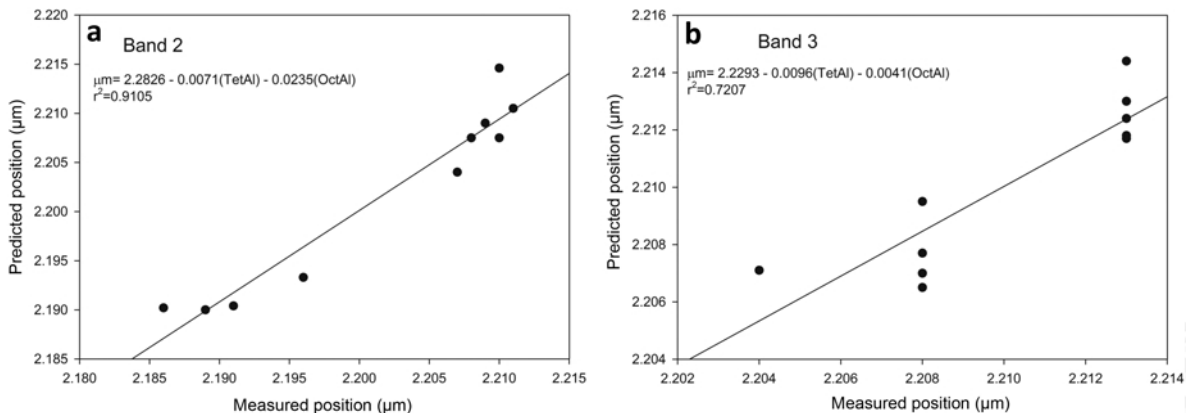 a
Band 2
μm= 2.2826 - 0.0071(TetAl) - 0.0235(OctAl)
r²=0.9105
Predicted position (μm)
2.220
2.215
2.210
2.205
2.200
2.195
2.190
2.185
2.180 2.185 2.190 2.195 2.200 2.205 2.210 2.215
Measured position (μm)
b
Band 3
μm= 2.2293 - 0.0096(TetAl) - 0.0041(OctAl)
r²=0.7207
Predicted position (μm)
2.216
2.214
2.212
2.210
2.208
2.206
2.204
2.202 2.204 2.206 2.208 2.210 2.212 2.214
Measured position (μm)